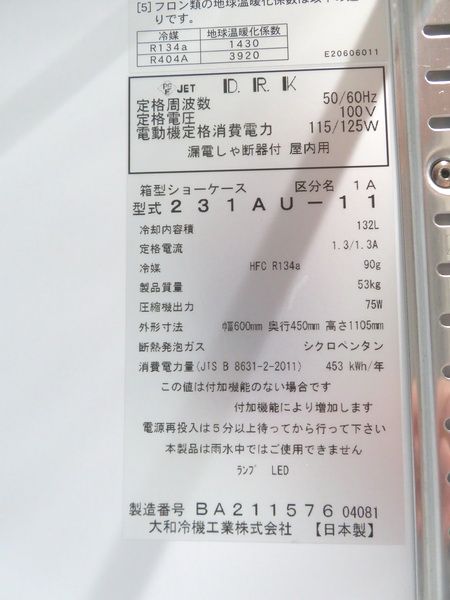 [5] フロン類の地球温暖化係数は以下の通
りです。
冷媒 地球温暖化係数
R134a 1430
R404A 3920
E20606011
PSE JET D.R.K
定格周波数 50/60Hz
定格電圧 100V
電動機定格消費電力 115/125W
漏電しゃ断器付 屋内用
箱型ショーケース 区分名 1A
型式 231AU-11
冷却内容積 132L
定格電流 1.3/1.3A
冷媒 HFC R134a 90g
製品質量 53kg
圧縮機出力 75W
外形寸法 幅600mm 奥行450mm 高さ1105mm
断熱発泡ガス シクロペンタン
消費電力量(JIS B 8631-2-2011) 453 kWh/年
この値は付加機能のない場合です
付加機能により増加します
電源再投入は5分以上待ってから行って下さい
本製品は雨水中ではご使用できません
ﾗﾝﾌﾟ LED
製造番号 BA211576 04081
大和冷機工業株式会社 【日本製】